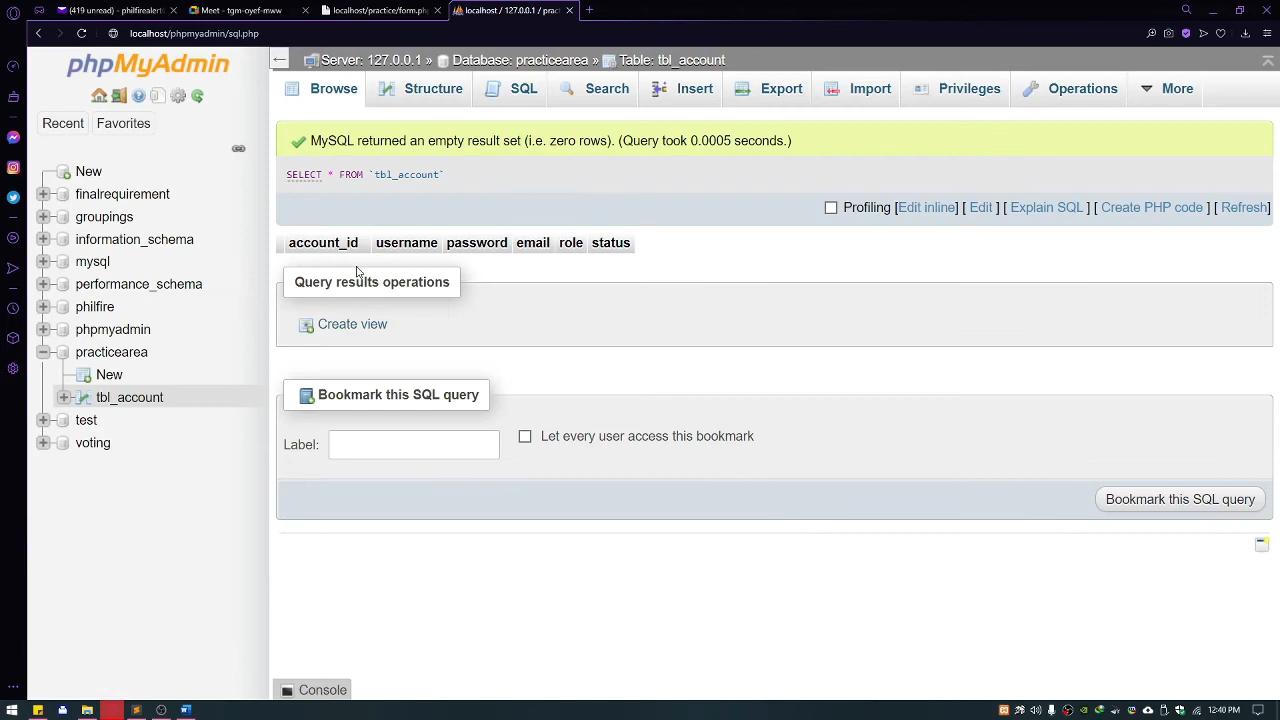 (419 unread) - philfirealert
Meet - tgm-oyef-mww
localhost/practice/form.ph
localhost / 127.0.0.1 / pract
localhost/phpmyadmin/sql.php
phpMyAdmin
Recent
Favorites
New
finalrequirement
groupings
information_schema
mysql
performance_schema
philfire
phpmyadmin
practicearea
New
tbl_account
test
voting
Server: 127.0.0.1 » Database: practicearea » Table: tbl_account
Browse
Structure
SQL
Search
Insert
Export
Import
Privileges
Operations
More
MySQL returned an empty result set (i.e. zero rows). (Query took 0.0005 seconds.)
SELECT * FROM `tbl_account`
Profiling [Edit inline] [ Edit ] [ Explain SQL ] [ Create PHP code ] [ Refresh]
account_id username password email role status
Query results operations
Create view
Bookmark this SQL query
Label:
Let every user access this bookmark
Bookmark this SQL query
Console
12:40 PM